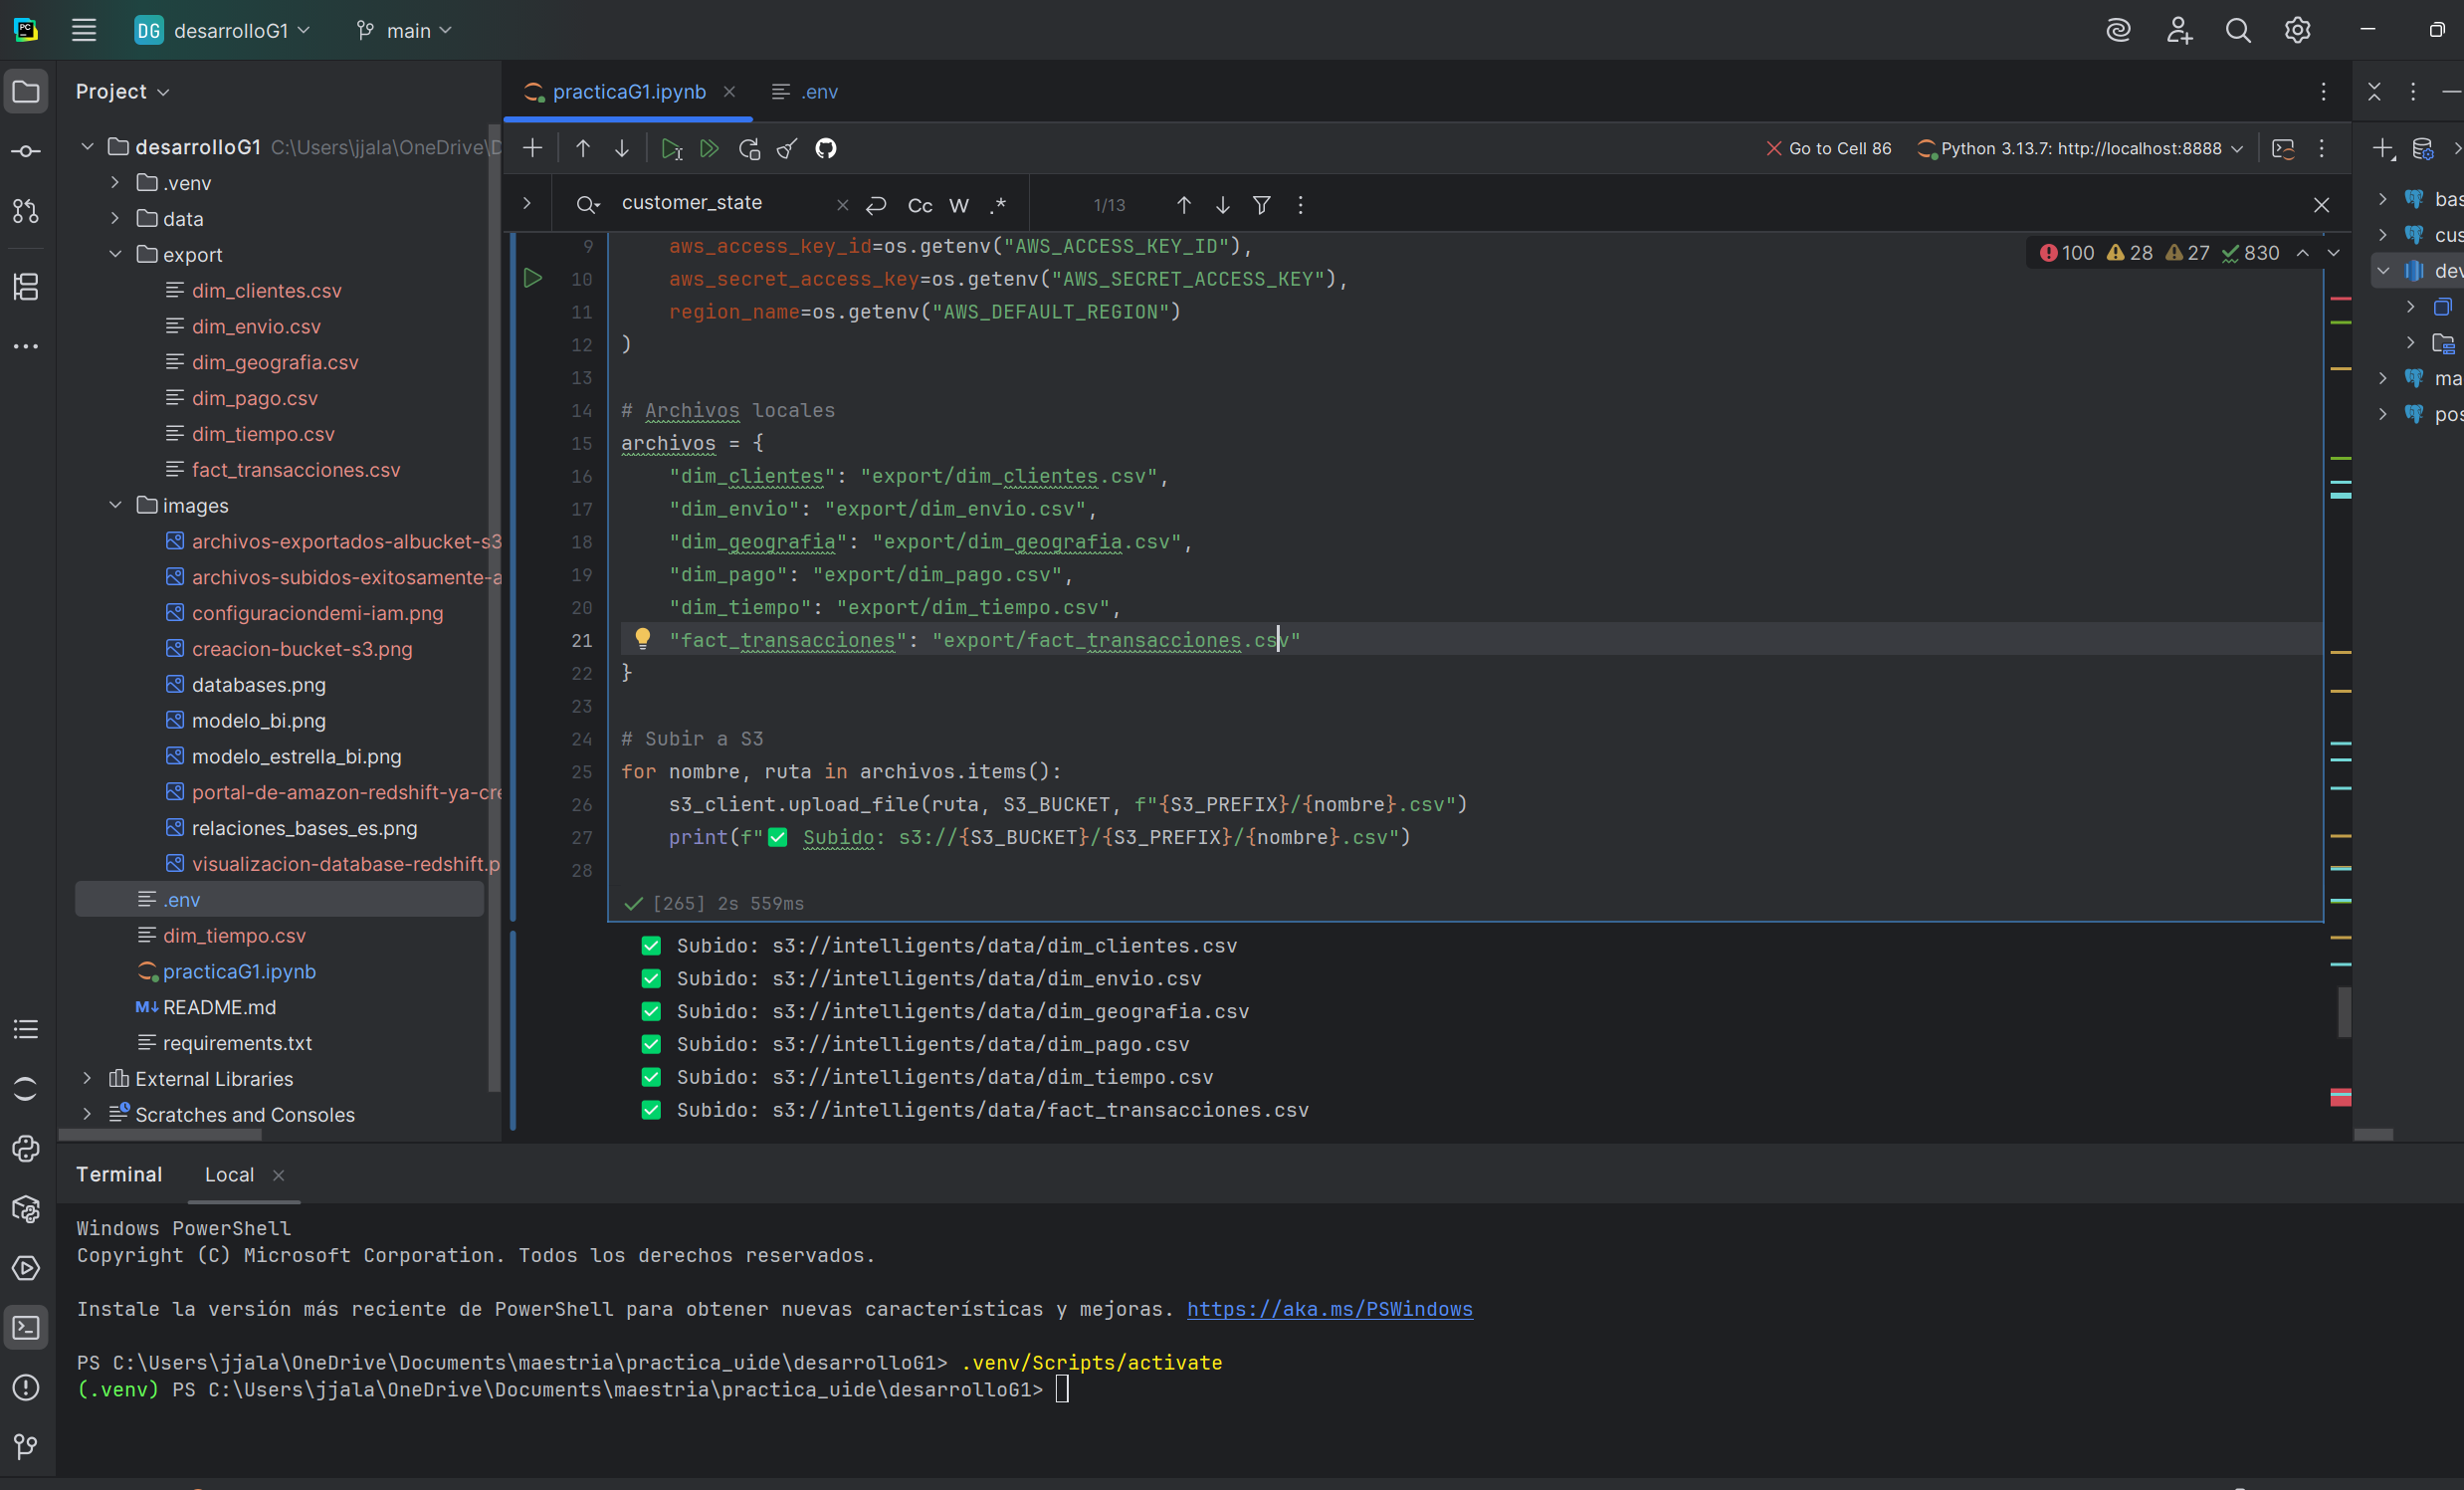 DG desarrolloG1 main
Project
desarrolloG1 C:\Users\jjala\OneDrive\D
.venv
data
export
dim_clientes.csv
dim_envio.csv
dim_geografia.csv
dim_pago.csv
dim_tiempo.csv
fact_transacciones.csv
images
archivos-exportados-albucket-s3
archivos-subidos-exitosamente-a
configuraciondemi-iam.png
creacion-bucket-s3.png
databases.png
modelo_bi.png
modelo_estrella_bi.png
portal-de-amazon-redshift-ya-cre
relaciones_bases_es.png
visualizacion-database-redshift.p
.env
dim_tiempo.csv
practicaG1.ipynb
README.md
requirements.txt
External Libraries
Scratches and Consoles
practicaG1.ipynb .env
Go to Cell 86 Python 3.13.7: http://localhost:8888
customer_state Cc W .* 1/13
100 28 27 830
9 aws_access_key_id=os.getenv("AWS_ACCESS_KEY_ID"),
10 aws_secret_access_key=os.getenv("AWS_SECRET_ACCESS_KEY"),
11 region_name=os.getenv("AWS_DEFAULT_REGION")
12 )
13
14 # Archivos locales
15 archivos = {
16 "dim_clientes": "export/dim_clientes.csv",
17 "dim_envio": "export/dim_envio.csv",
18 "dim_geografia": "export/dim_geografia.csv",
19 "dim_pago": "export/dim_pago.csv",
20 "dim_tiempo": "export/dim_tiempo.csv",
21 "fact_transacciones": "export/fact_transacciones.csv"
22 }
23
24 # Subir a S3
25 for nombre, ruta in archivos.items():
26 s3_client.upload_file(ruta, S3_BUCKET, f"{S3_PREFIX}/{nombre}.csv")
27 print(f"✅ Subido: s3://{S3_BUCKET}/{S3_PREFIX}/{nombre}.csv")
28
[265] 2s 559ms
✅ Subido: s3://intelligents/data/dim_clientes.csv
✅ Subido: s3://intelligents/data/dim_envio.csv
✅ Subido: s3://intelligents/data/dim_geografia.csv
✅ Subido: s3://intelligents/data/dim_pago.csv
✅ Subido: s3://intelligents/data/dim_tiempo.csv
✅ Subido: s3://intelligents/data/fact_transacciones.csv
bas
cus
dev
ma
pos
Terminal Local
Windows PowerShell
Copyright (C) Microsoft Corporation. Todos los derechos reservados.
Instale la versión más reciente de PowerShell para obtener nuevas características y mejoras. https://aka.ms/PSWindows
PS C:\Users\jjala\OneDrive\Documents\maestria\practica_uide\desarrolloG1> .venv/Scripts/activate
(.venv) PS C:\Users\jjala\OneDrive\Documents\maestria\practica_uide\desarrolloG1>